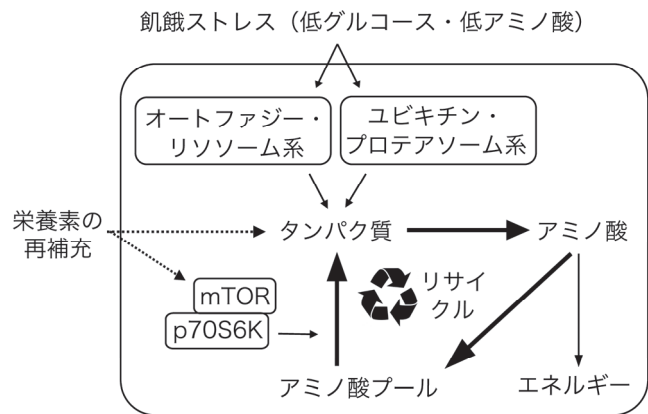 飢餓ストレス（低グルコース・低アミノ酸）
オートファジー・
リソソーム系
ユビキチン・
プロテアソーム系
栄養素の
再補充
タンパク質
アミノ酸
mTOR
p70S6K
リサイ
クル
アミノ酸プール
エネルギー